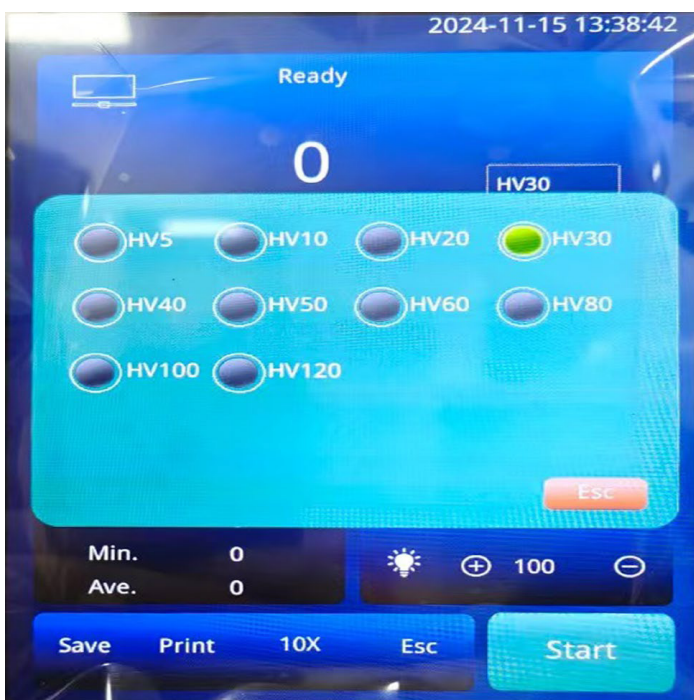 2024-11-15 13:38:42
Ready
0
HV30
HV5 HV10 HV20 HV30
HV40 HV50 HV60 HV80
HV100 HV120
Esc
Min. 0
Ave. 0
100
Save Print 10X Esc Start